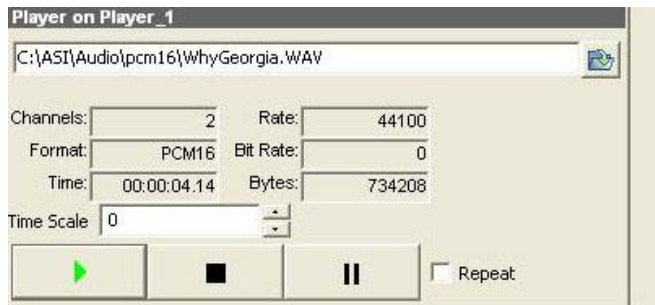 Player on Player_1
C:\ASI\Audio\pcm16\WhyGeorgia.WAV
Channels: 2 Rate: 44100
Format: PCM16 Bit Rate: 0
Time: 00:00:04.14 Bytes: 734208
Time Scale 0
Repeat